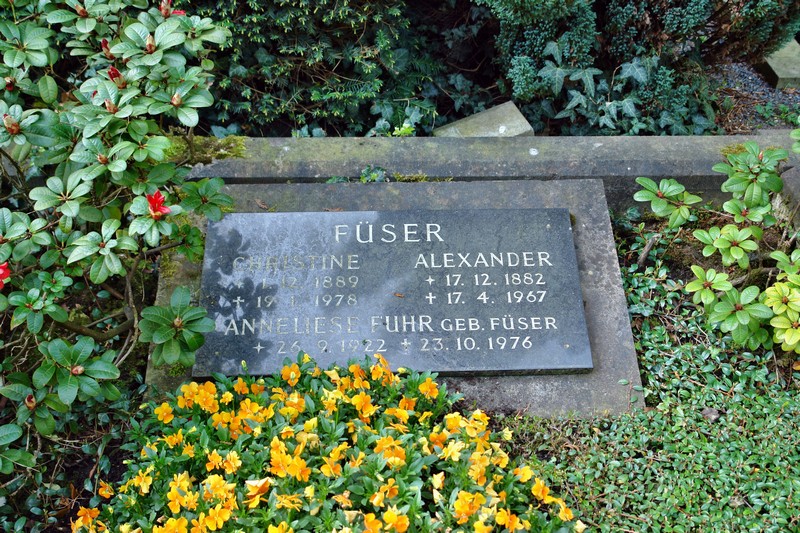 FÜSER
CHRISTINE ALEXANDER
12. 1889 * 17. 12. 1882
† 19. 1. 1978 † 17. 4. 1967
ANNELIESE FUHR GEB. FÜSER
* 26. 9. 1922 † 23. 10. 1976